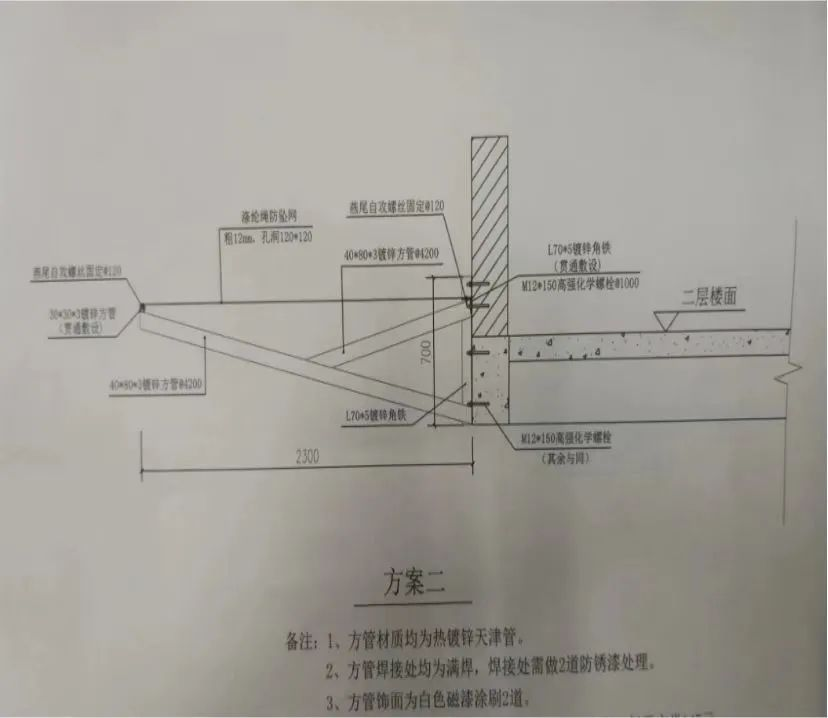 燕尾自攻螺丝固定@120
涤纶绳防坠网
粗12mm，孔洞120*120
L70*5镀锌角铁
(贯通敷设)
M12*150高强化学螺栓@1000
40*80*3镀锌方管@4200
燕尾自攻螺丝固定@120
二层楼面
30*30*3镀锌方管
(贯通敷设)
700
40*80*3镀锌方管@4200
L70*5镀锌角铁
M12*150高强化学螺栓
(其余与同)
2300
方案二
备注：1、方管材质均为热镀锌天津管。
2、方管焊接处均为满焊，焊接处需做2道防锈漆处理。
3、方管饰面为白色磁漆涂刷2道。